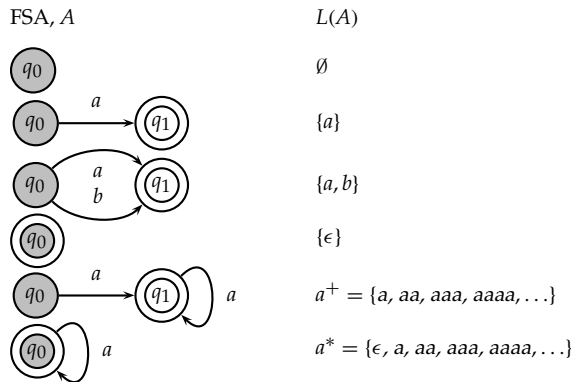 FSA, A L(A)
q0 ∅
a
q0 q1 {a}
a
q0 q1 {a, b}
b
q0 {ϵ}
a
q0 q1 a a⁺ = {a, aa, aaa, aaaa, . . .}
q0 a a* = {ϵ, a, aa, aaa, aaaa, . . .}